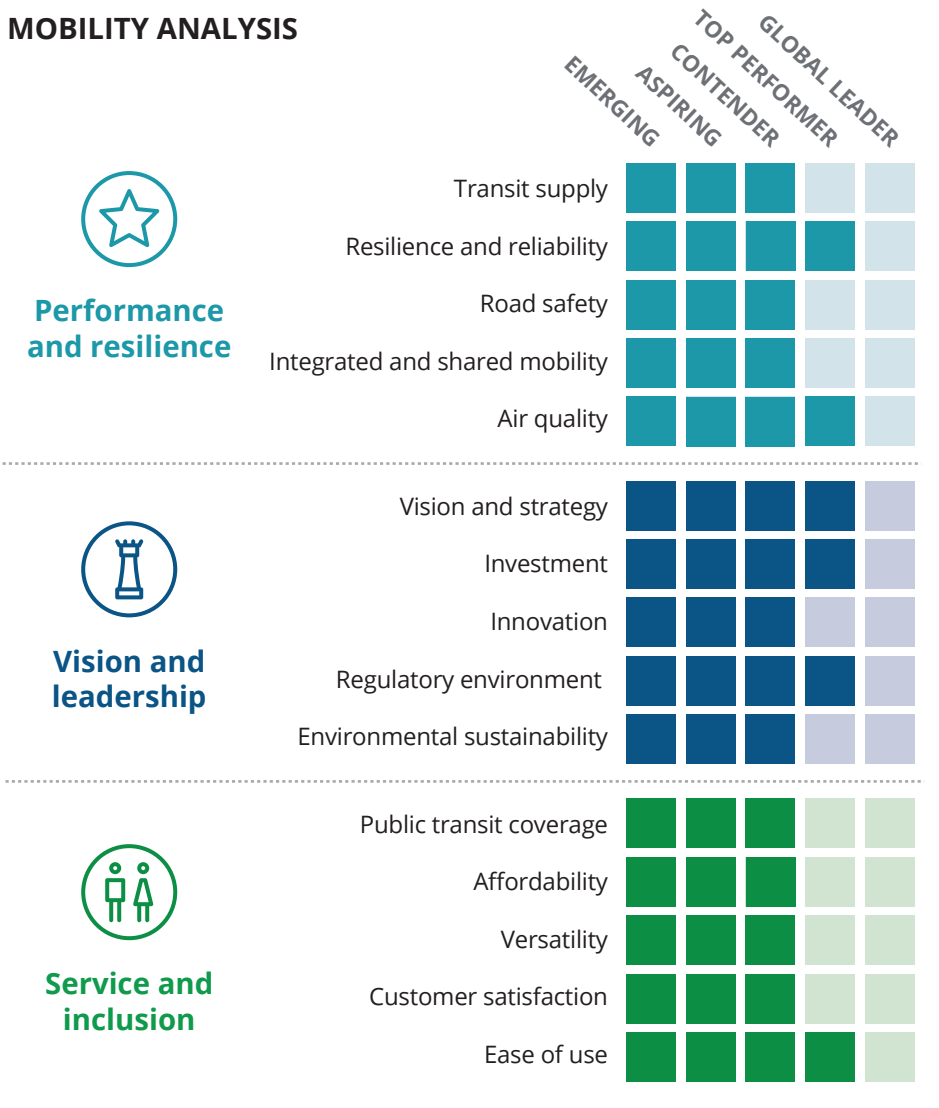 MOBILITY ANALYSIS
EMERGING
ASPIRING
CONTENDER
TOP PERFORMER
GLOBAL LEADER
Performance
and resilience
Transit supply
Resilience and reliability
Road safety
Integrated and shared mobility
Air quality
Vision and
leadership
Vision and strategy
Investment
Innovation
Regulatory environment
Environmental sustainability
Service and
inclusion
Public transit coverage
Affordability
Versatility
Customer satisfaction
Ease of use